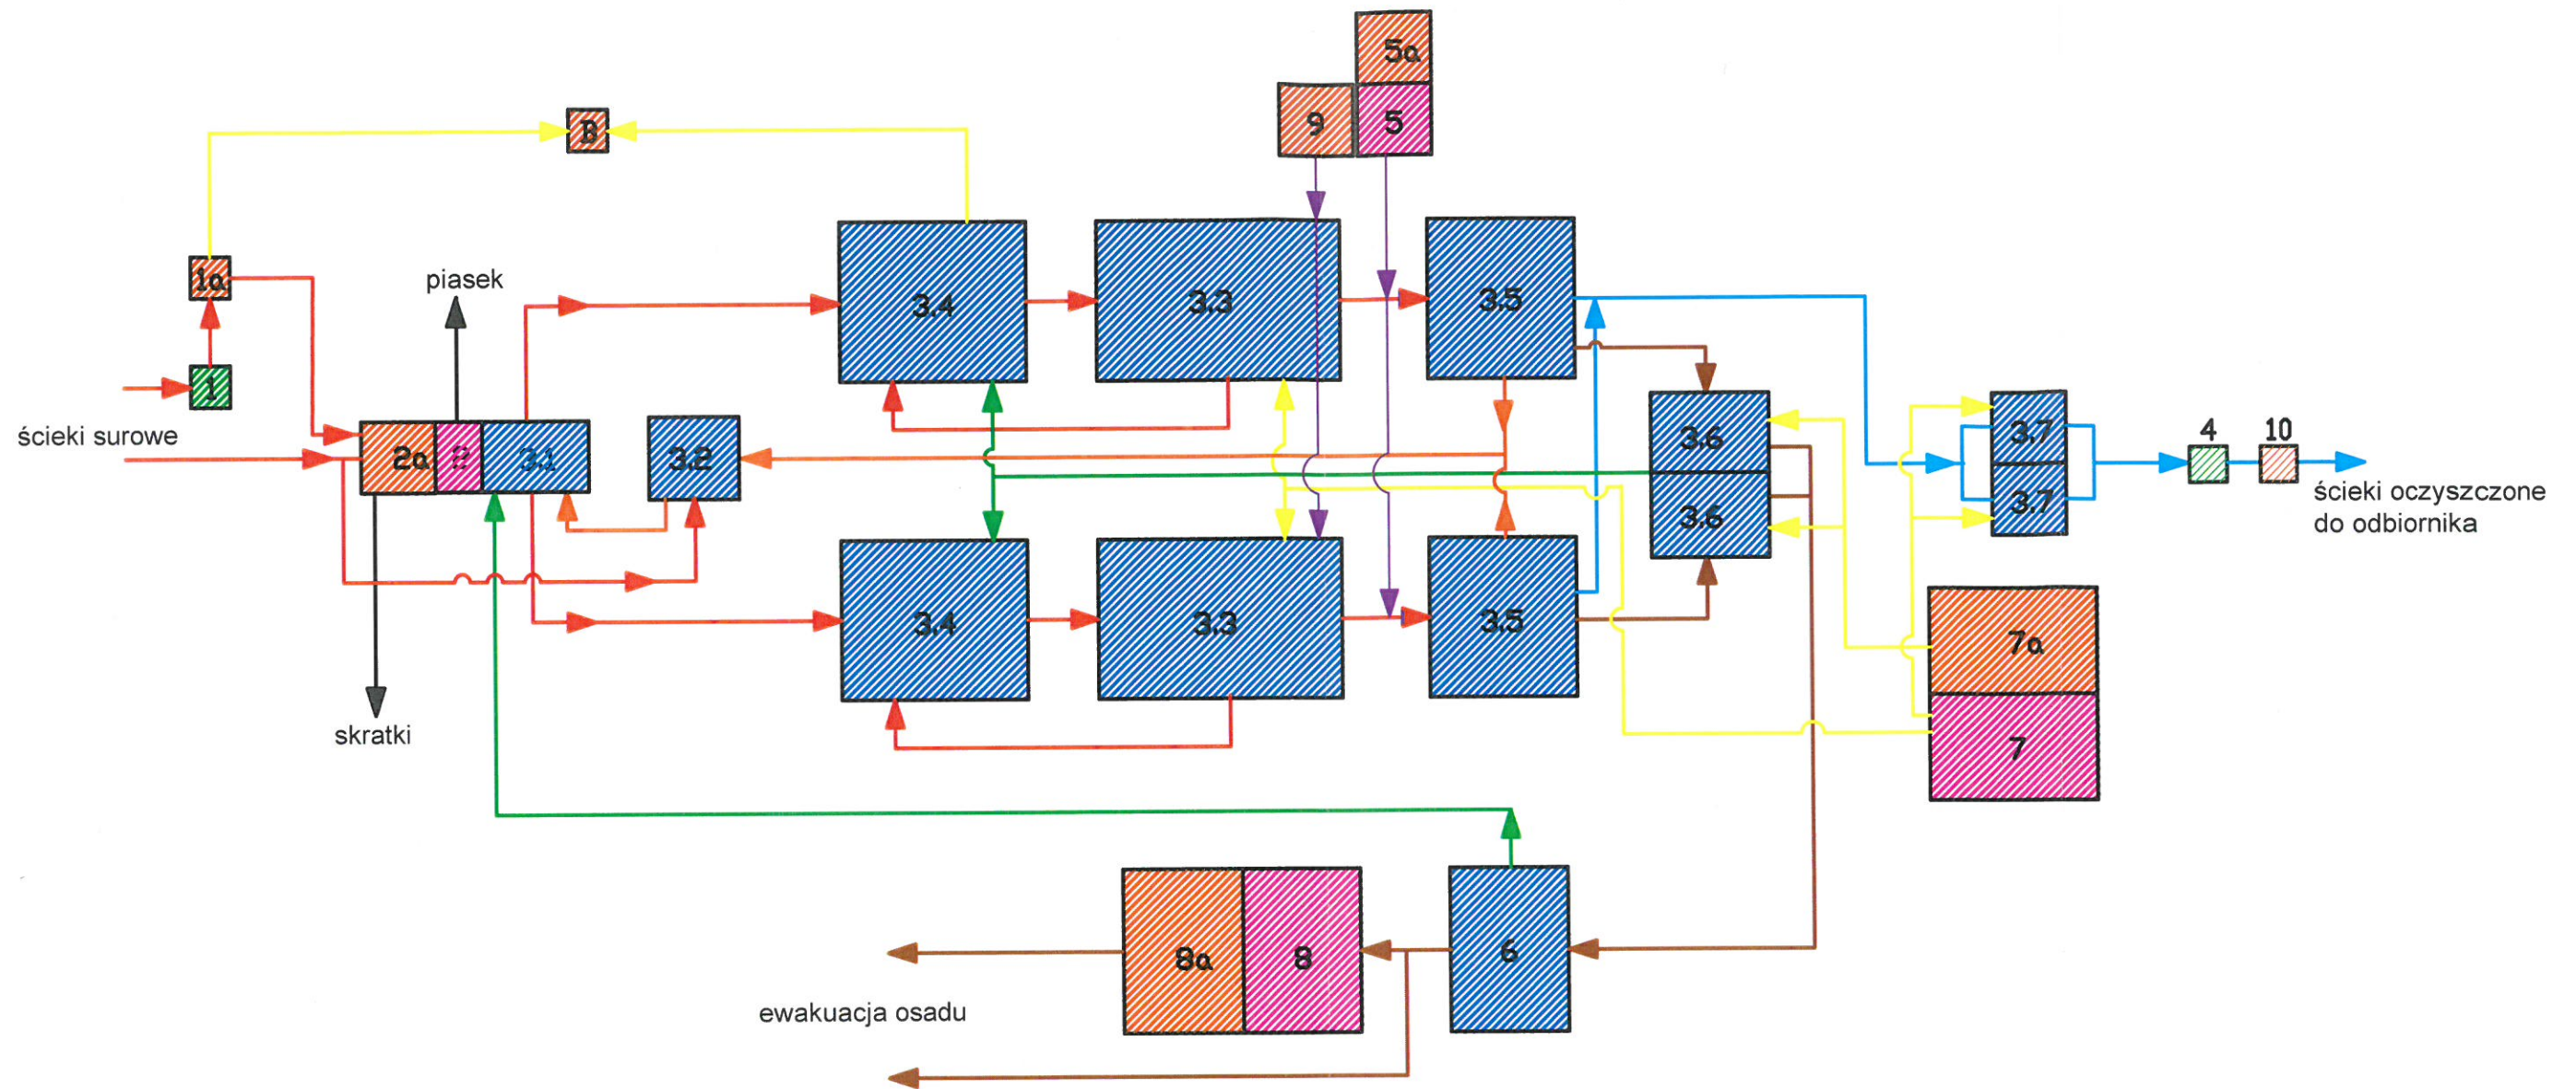 5a
9
5
B
1a
piasek
3.4
3.3
3.5
1
ścieki surowe
2a
2
3.1
3.2
3.6
3.6
3.7
3.7
4
10
ścieki oczyszczone
do odbiornika
3.4
3.3
3.5
7a
7
skratki
8a
8
6
ewakuacja osadu